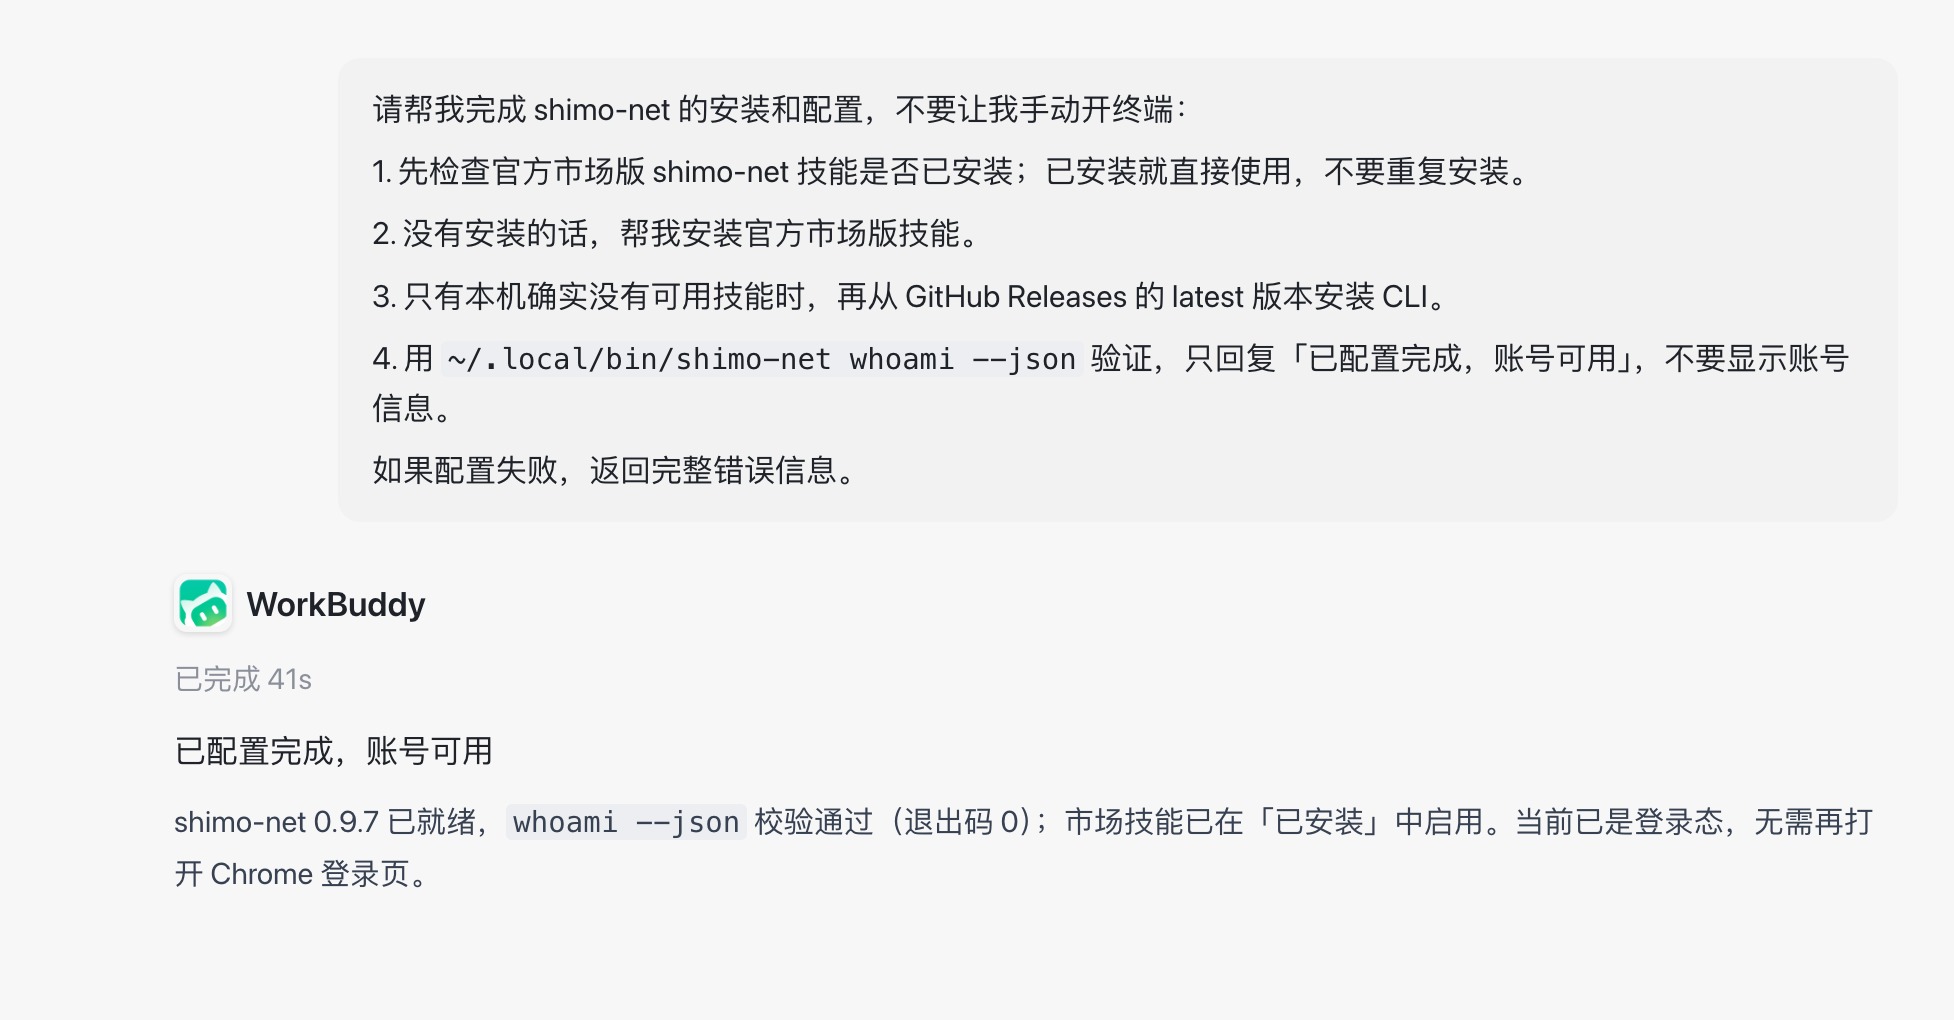 请帮我完成 shimo-net 的安装和配置，不要让我手动开终端：
1. 先检查官方市场版 shimo-net 技能是否已安装；已安装就直接使用，不要重复安装。
2. 没有安装的话，帮我安装官方市场版技能。
3. 只有本机确实没有可用技能时，再从 GitHub Releases 的 latest 版本安装 CLI。
4. 用 ~/.local/bin/shimo-net whoami --json 验证，只回复「已配置完成，账号可用」，不要显示账号
信息。
如果配置失败，返回完整错误信息。
WorkBuddy
已完成 41s
已配置完成，账号可用
shimo-net 0.9.7 已就绪，whoami --json 校验通过（退出码 0）；市场技能已在「已安装」中启用。当前已是登录态，无需再打
开 Chrome 登录页。